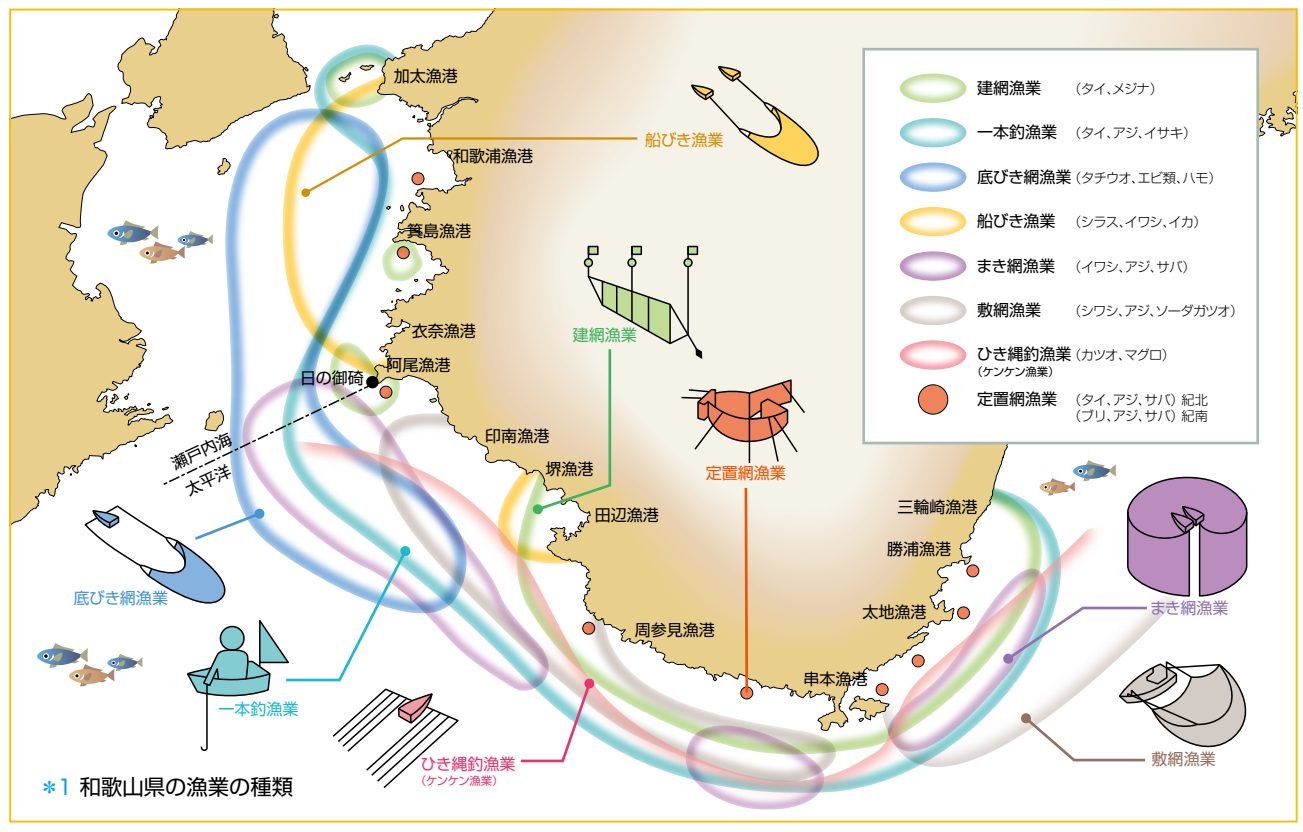 加太漁港
船びき漁業
和歌浦漁港
箕島漁港
衣奈漁港
阿尾漁港
日の御碕
瀬戸内海
太平洋
印南漁港
堺漁港
田辺漁港
周参見漁港
串本漁港
太地漁港
勝浦漁港
三輪崎漁港
建網漁業
定置網漁業
底びき網漁業
一本釣漁業
ひき縄釣漁業
(ケンケン漁業)
まき網漁業
敷網漁業
建網漁業 (タイ、メジナ)
一本釣漁業 (タイ、アジ、イサキ)
底びき網漁業 (タチウオ、エビ類、ハモ)
船びき漁業 (シラス、イワシ、イカ)
まき網漁業 (イワシ、アジ、サバ)
敷網漁業 (シワシ、アジ、ソーダガツオ)
ひき縄釣漁業 (カツオ、マグロ)
(ケンケン漁業)
定置網漁業 (タイ、アジ、サバ) 紀北
(ブリ、アジ、サバ) 紀南
*1 和歌山県の漁業の種類